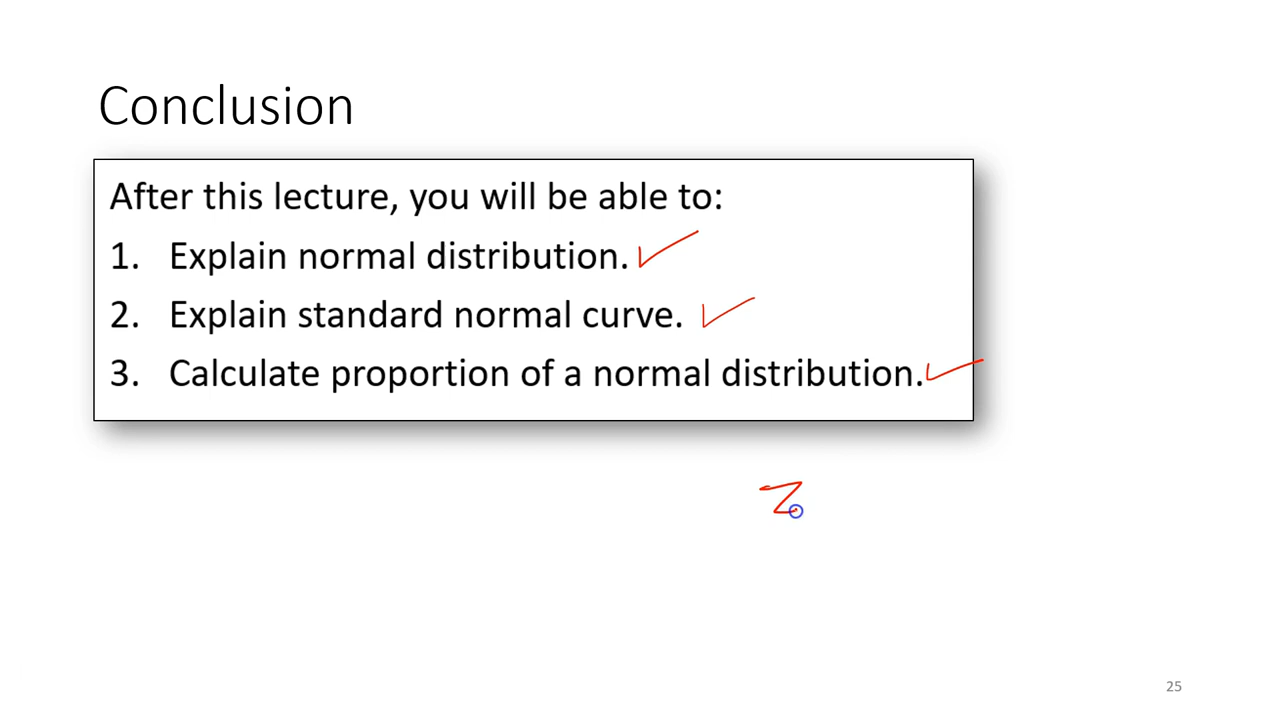 Conclusion
After this lecture, you will be able to:
1. Explain normal distribution.
2. Explain standard normal curve.
3. Calculate proportion of a normal distribution.
Z
25